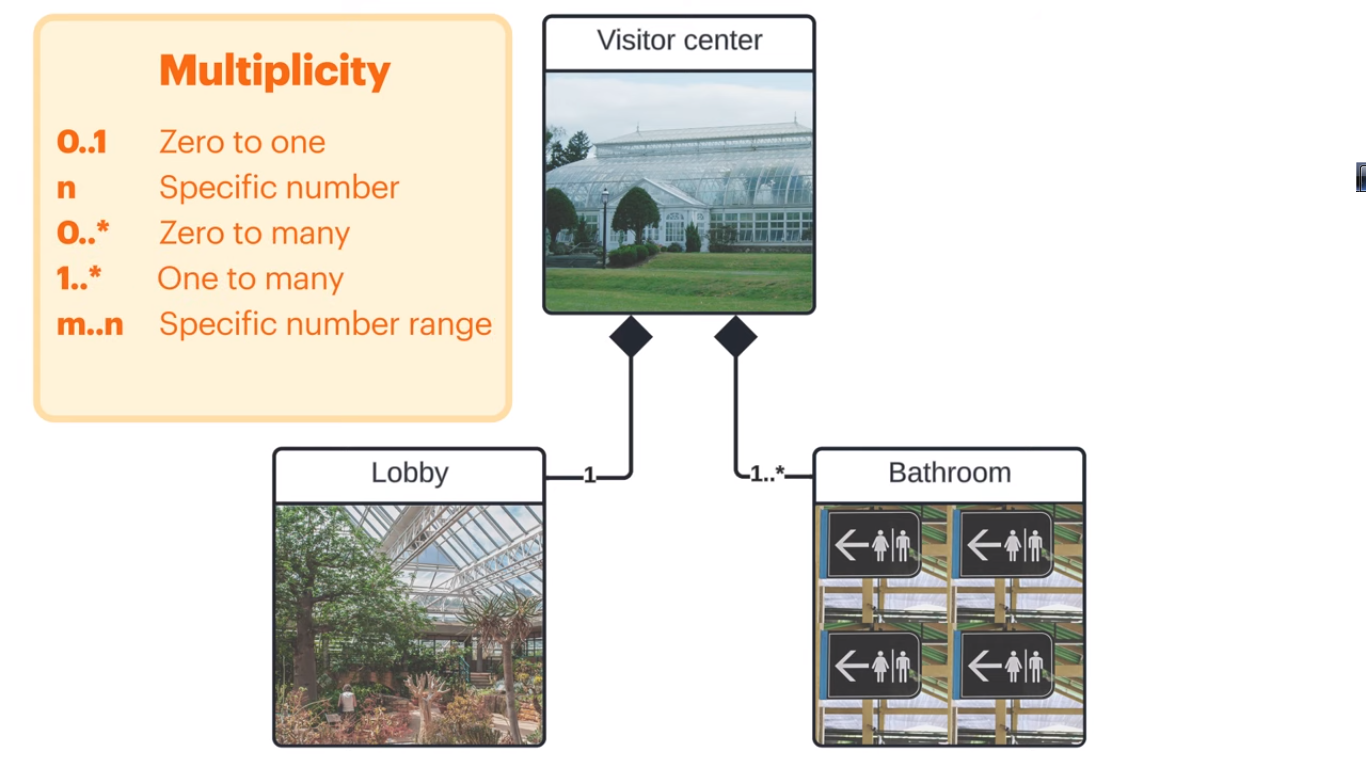 Multiplicity
0..1 Zero to one
n Specific number
0..* Zero to many
1..* One to many
m..n Specific number range
Visitor center
Lobby
1
1..*
Bathroom